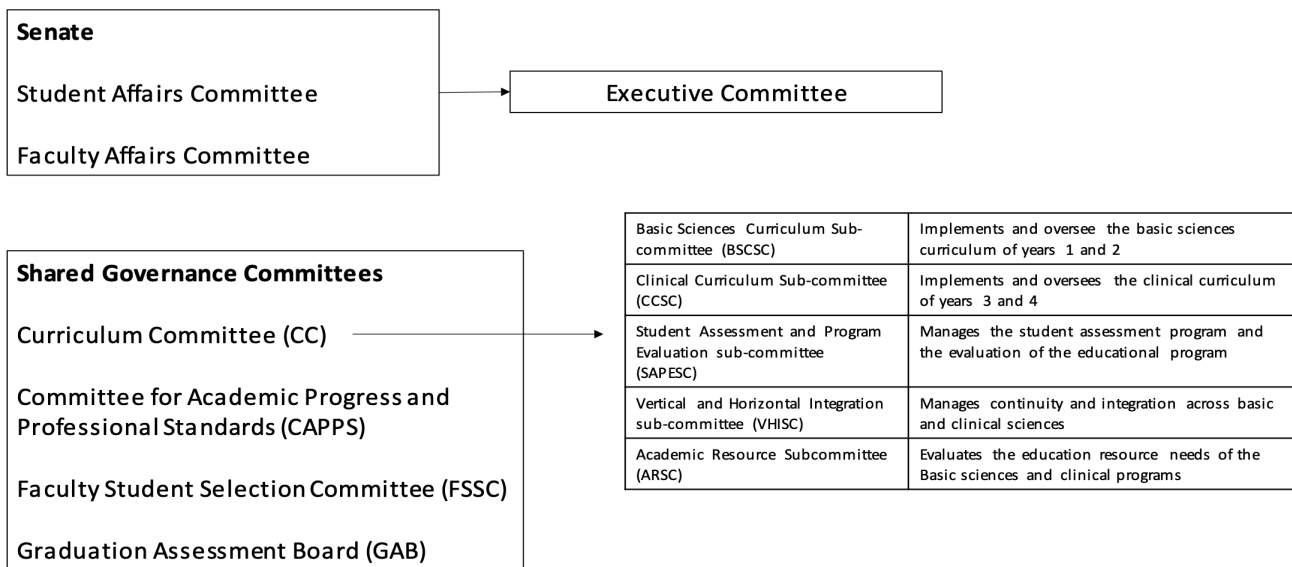 Senate
Student Affairs Committee
Faculty Affairs Committee
Executive Committee
Shared Governance Committees
Curriculum Committee (CC)
Committee for Academic Progress and
Professional Standards (CAPPS)
Faculty Student Selection Committee (FSSC)
Graduation Assessment Board (GAB)
Basic Sciences Curriculum Sub-
committee (BSCSC)
Implements and oversee the basic sciences
curriculum of years 1 and 2
Clinical Curriculum Sub-committee
(CCSC)
Implements and oversees the clinical curriculum
of years 3 and 4
Student Assessment and Program
Evaluation sub-committee
(SAPESC)
Manages the student assessment program and
the evaluation of the educational program
Vertical and Horizontal Integration
sub-committee (VHISC)
Manages continuity and integration across basic
and clinical sciences
Academic Resource Subcommittee
(ARSC)
Evaluates the education resource needs of the
Basic sciences and clinical programs